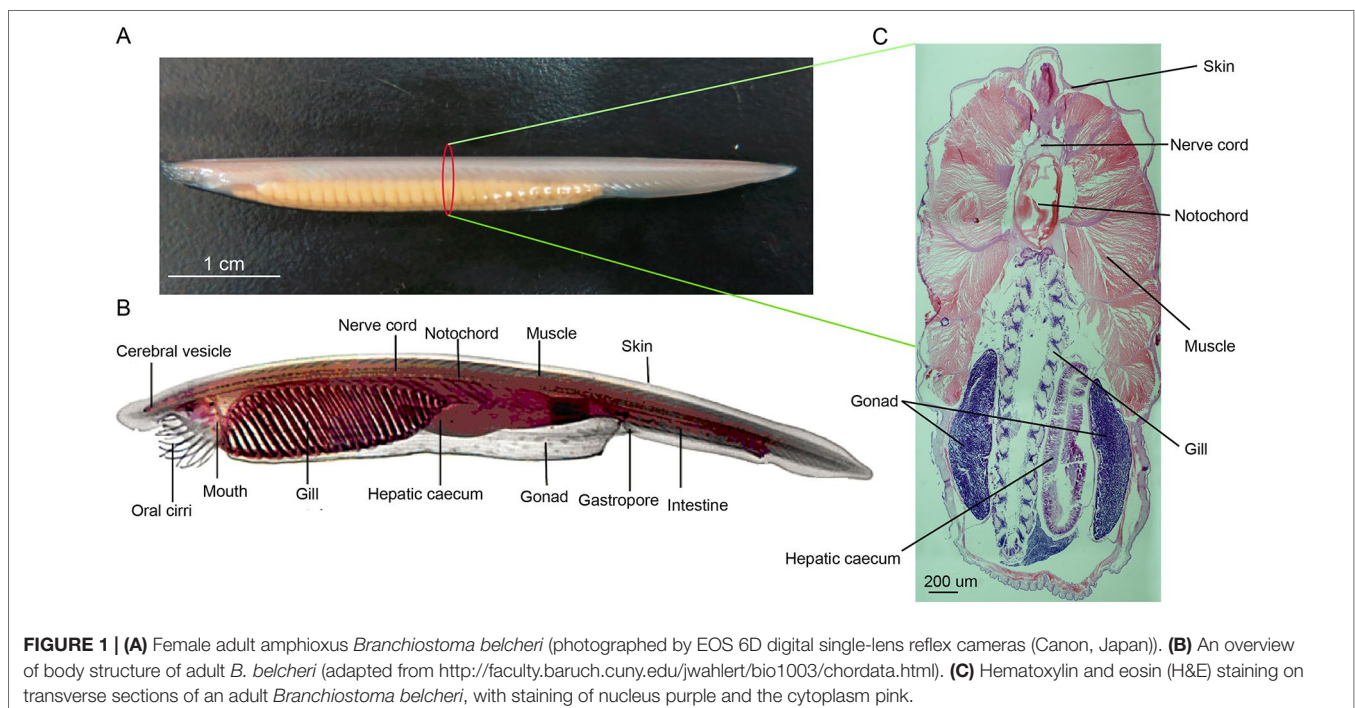 A
C
Skin
Nerve cord
Notochord
1 cm
B
Nerve cord
Notochord
Muscle
Skin
Cerebral vesicle
Muscle
Gonad
Gill
Mouth
Gill
Hepatic caecum
Gonad
Gastropore
Intestine
Oral cirri
Hepatic caecum
200 um
FIGURE 1 | (A) Female adult amphioxus Branchiostoma belcheri (photographed by EOS 6D digital single-lens reflex cameras (Canon, Japan)). (B) An overview
of body structure of adult B. belcheri (adapted from http://faculty.baruch.cuny.edu/jwahlert/bio1003/chordata.html). (C) Hematoxylin and eosin (H&E) staining on
transverse sections of an adult Branchiostoma belcheri, with staining of nucleus purple and the cytoplasm pink.